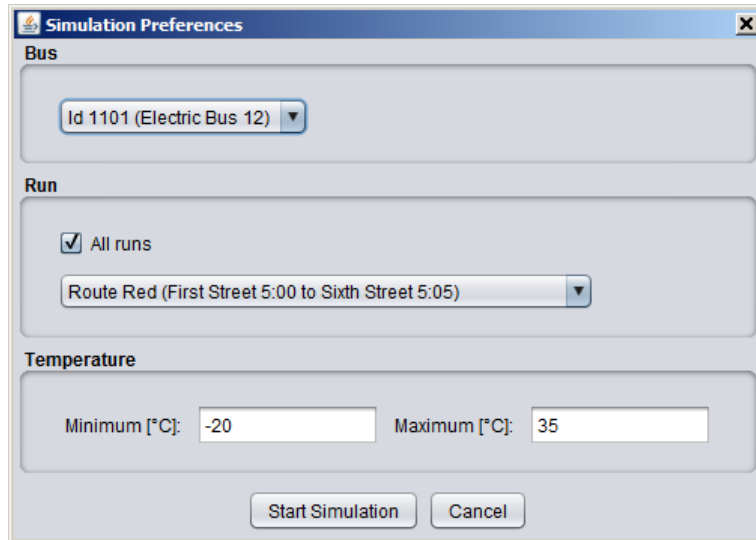 Simulation Preferences
Bus
Id 1101 (Electric Bus 12)
Run
All runs
Route Red (First Street 5:00 to Sixth Street 5:05)
Temperature
Minimum [°C]: -20 Maximum [°C]: 35
Start Simulation Cancel